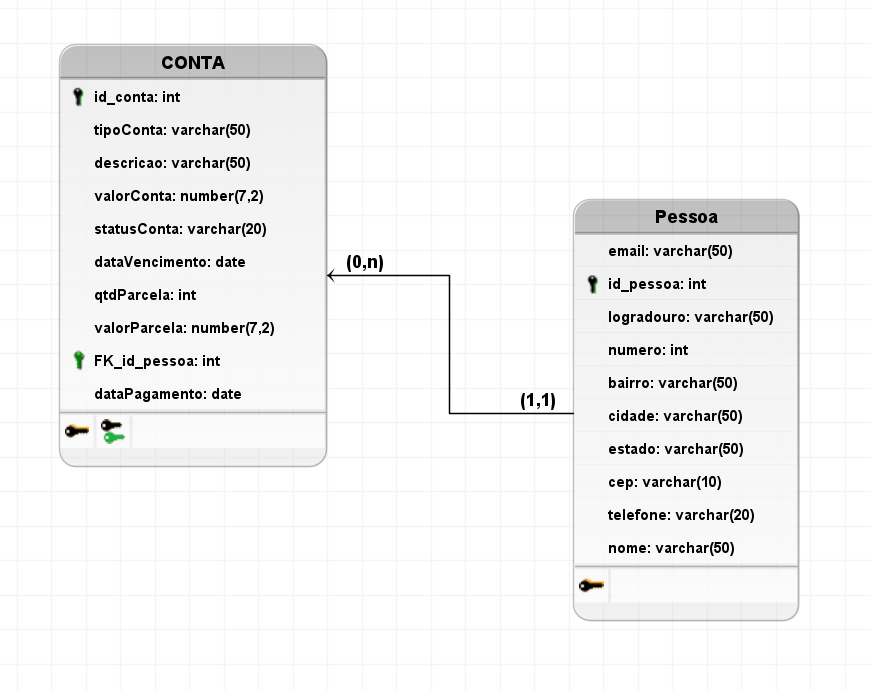 CONTA
id_conta: int
tipoConta: varchar(50)
descricao: varchar(50)
valorConta: number(7,2)
statusConta: varchar(20)
dataVencimento: date
qtdParcela: int
valorParcela: number(7,2)
FK_id_pessoa: int
dataPagamento: date
(0,n)
(1,1)
Pessoa
email: varchar(50)
id_pessoa: int
logradouro: varchar(50)
numero: int
bairro: varchar(50)
cidade: varchar(50)
estado: varchar(50)
cep: varchar(10)
telefone: varchar(20)
nome: varchar(50)